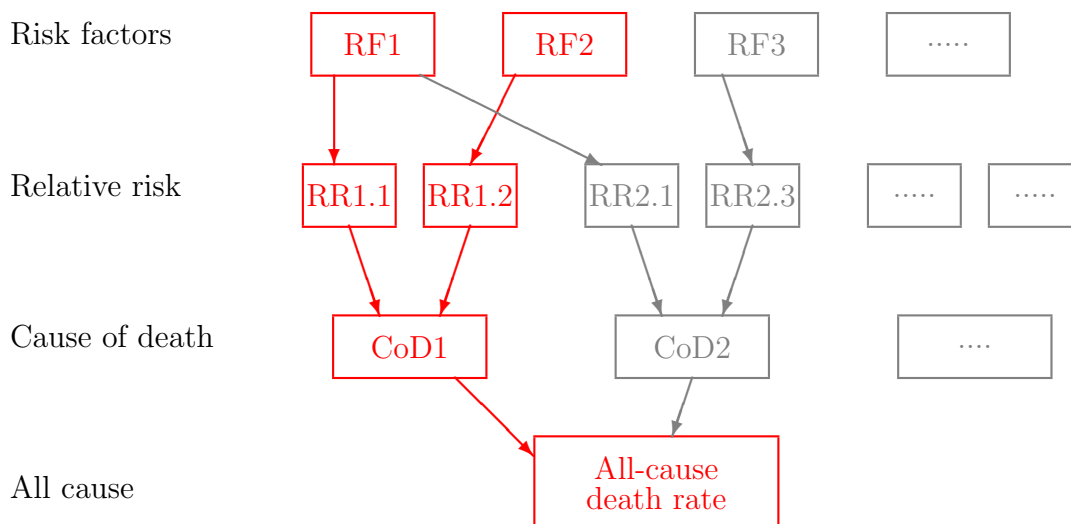 Risk factors RF1 RF2 RF3 .....
Relative risk RR1.1 RR1.2 RR2.1 RR2.3 ..... .....
Cause of death CoD1 CoD2 ....
All cause All-cause
death rate